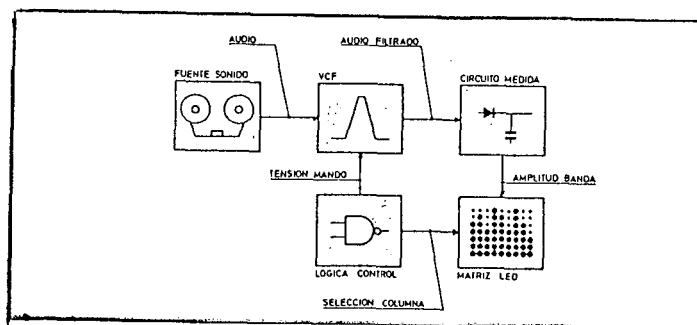 AUDIO
AUDIO FILTRADO
FUENTE SONIDO
VCF
CIRCUITO MEDIDA
TENSION MANDO
AMPLITUD BANDA
LOGICA CONTROL
MATRIZ LED
SELECCION COLUMNA